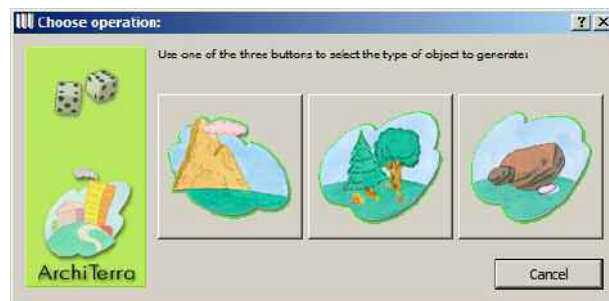 Choose operation:
Use one of the three buttons to select the type of object to generate:
ArchiTerra
Cancel